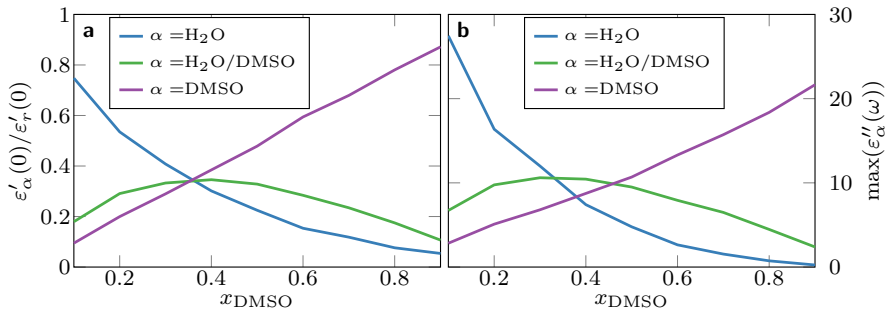 a
α =H₂O
α =H₂O/DMSO
α =DMSO
ε′α(0)/ε′r(0)
1
0.8
0.6
0.4
0.2
0
0.2 0.4 0.6 0.8
xDMSO
b
α =H₂O
α =H₂O/DMSO
α =DMSO
0.2 0.4 0.6 0.8
xDMSO
30
20
10
0
max(ε″α(ω))